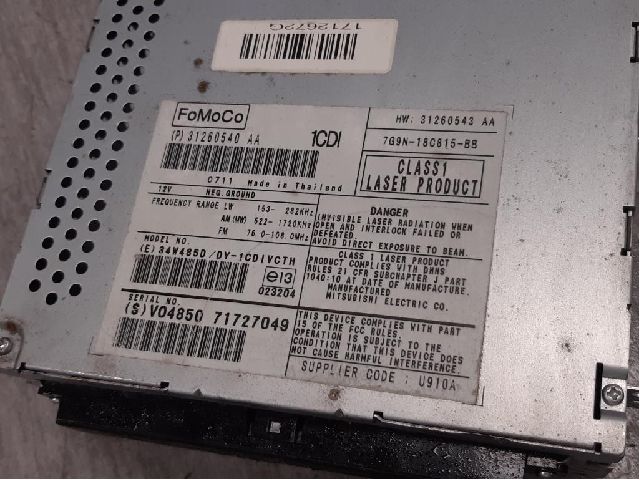 1712672G
FoMoCo
(P) 31260540 AA
1CDI
HW: 31260543 AA
7G9N-18C815-BB
CLASS1
LASER PRODUCT
C711 Made in Thailand
12V NEG.GROUND
FREQUENCY RANGE LW 153- 282KHz
AM(MW) 522-1720KHz
FM 76.0-108.0MHz
DANGER
INVISIBLE LASER RADIATION WHEN
OPEN AND INTERLOCK FAILED OR
DEFEATED
AVOID DIRECT EXPOSURE TO BEAM.
MODEL NO.
(E)34W4850/DY-1CDIVCTH
e13
023204
CLASS 1 LASER PRODUCT
PRODUCT COMPLIES WITH DHHS
RULES 21 CFR SUBCHAPTER J PART
1040:10 AT DATE OF MANUFACTURE.
MANUFACTURED
MITSUBISHI ELECTRIC CO.
SERIAL NO.
(S)V04850 71727049
THIS DEVICE COMPLIES WITH PART
15 OF THE FCC RULES.
OPERATION IS SUBJECT TO THE
CONDITION THAT THIS DEVICE DOES
NOT CAUSE HARMFUL INTERFERENCE.
SUPPLIER CODE : U910A